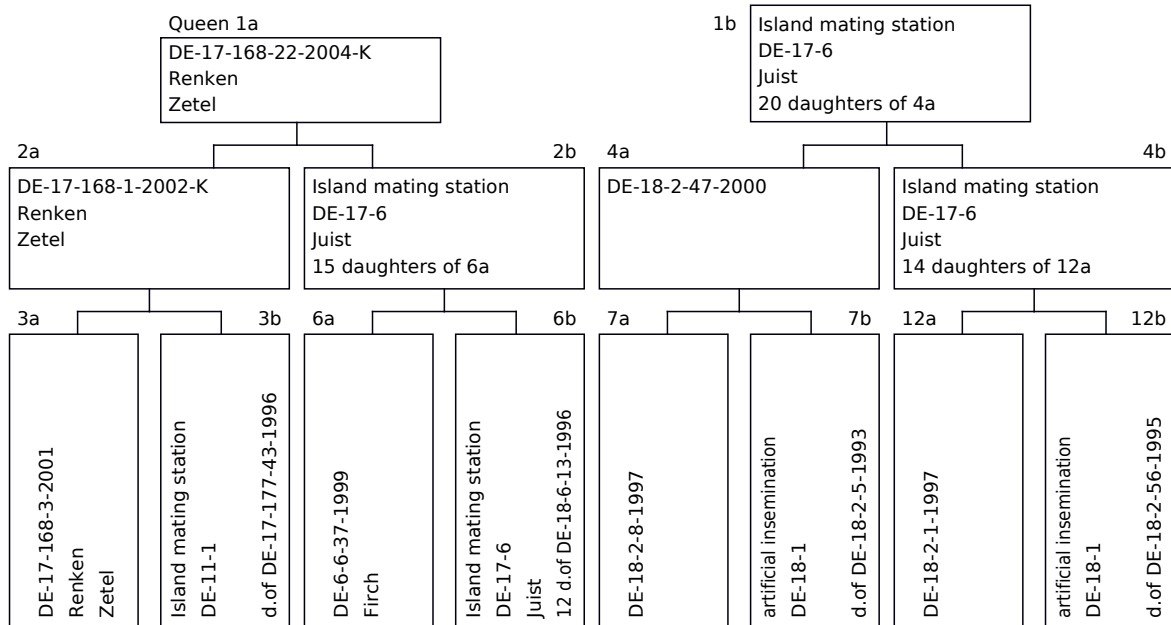 Queen 1a
DE-17-168-22-2004-K
Renken
Zetel
1b
Island mating station
DE-17-6
Juist
20 daughters of 4a
2a
DE-17-168-1-2002-K
Renken
Zetel
2b
Island mating station
DE-17-6
Juist
15 daughters of 6a
4a
DE-18-2-47-2000
4b
Island mating station
DE-17-6
Juist
14 daughters of 12a
3a
DE-17-168-3-2001
Renken
Zetel
3b
Island mating station
DE-11-1
d.of DE-17-177-43-1996
6a
DE-6-6-37-1999
Firch
6b
Island mating station
DE-17-6
Juist
12 d.of DE-18-6-13-1996
7a
DE-18-2-8-1997
7b
artificial insemination
DE-18-1
d.of DE-18-2-5-1993
12a
DE-18-2-1-1997
12b
artificial insemination
DE-18-1
d.of DE-18-2-56-1995